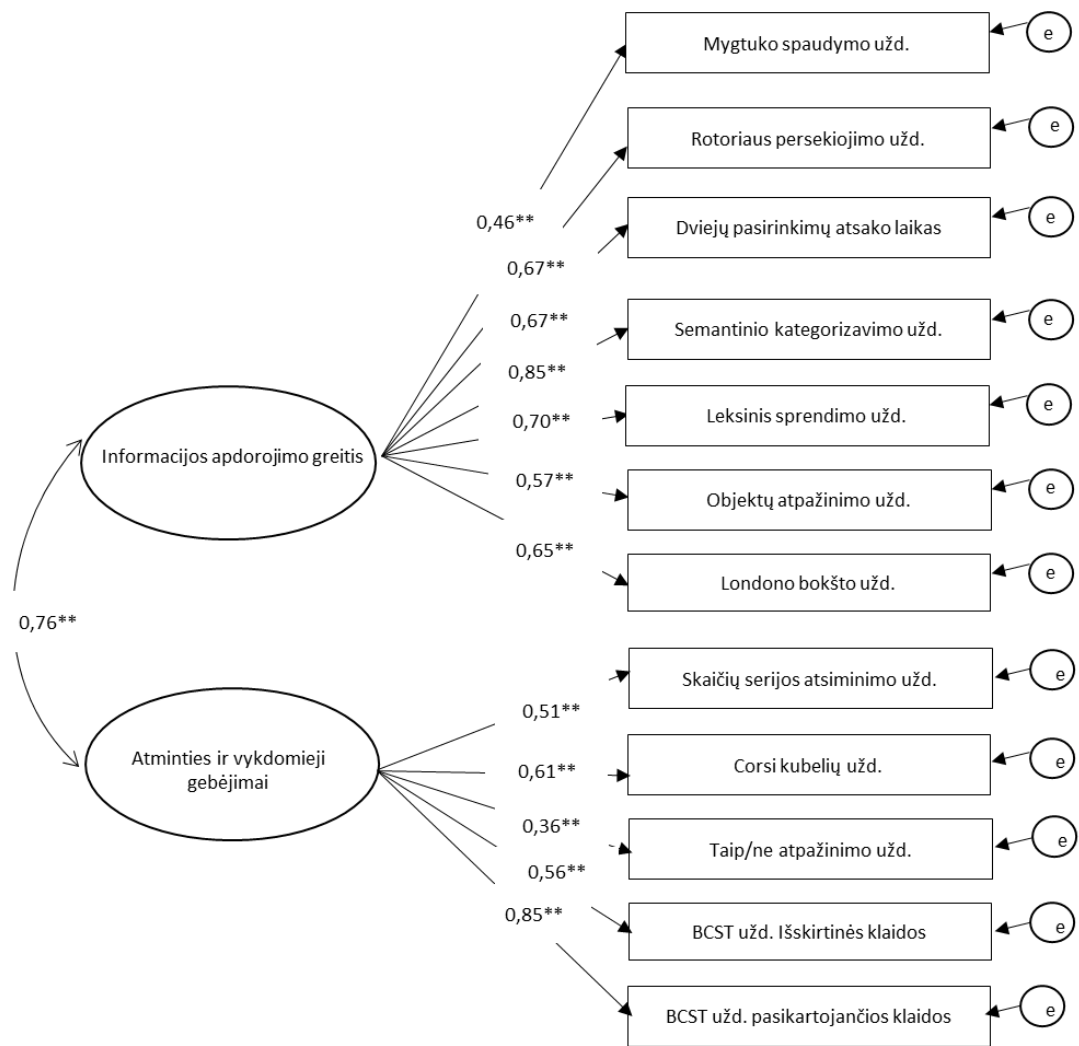 Mygtuko spaudymo užd.
e
Rotoriaus persekiojimo užd.
e
Dviejų pasirinkimų atsako laikas
e
0,46**
0,67**
0,67**
Semantinio kategorizavimo užd.
e
0,85**
0,70**
Leksinis sprendimo užd.
e
Informacijos apdorojimo greitis
0,57**
Objektų atpažinimo užd.
e
0,65**
Londono bokšto užd.
e
0,76**
Skaičių serijos atsiminimo užd.
e
0,51**
Atminties ir vykdomieji
gebėjimai
0,61**
Corsi kubelių užd.
e
0,36**
Taip/ne atpažinimo užd.
e
0,56**
0,85**
BCST užd. Išskirtinės klaidos
e
BCST užd. pasikartojančios klaidos
e